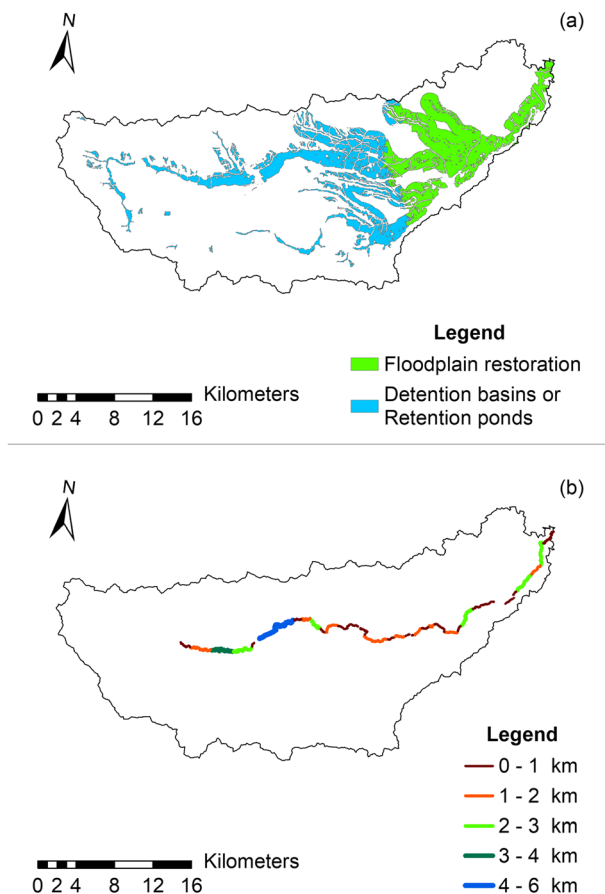 N
(a)
Legend
Floodplain restoration
Detention basins or
Retention ponds
Kilometers
0 2 4 8 12 16
N
(b)
Legend
0 - 1 km
1 - 2 km
2 - 3 km
3 - 4 km
4 - 6 km
Kilometers
0 2 4 8 12 16